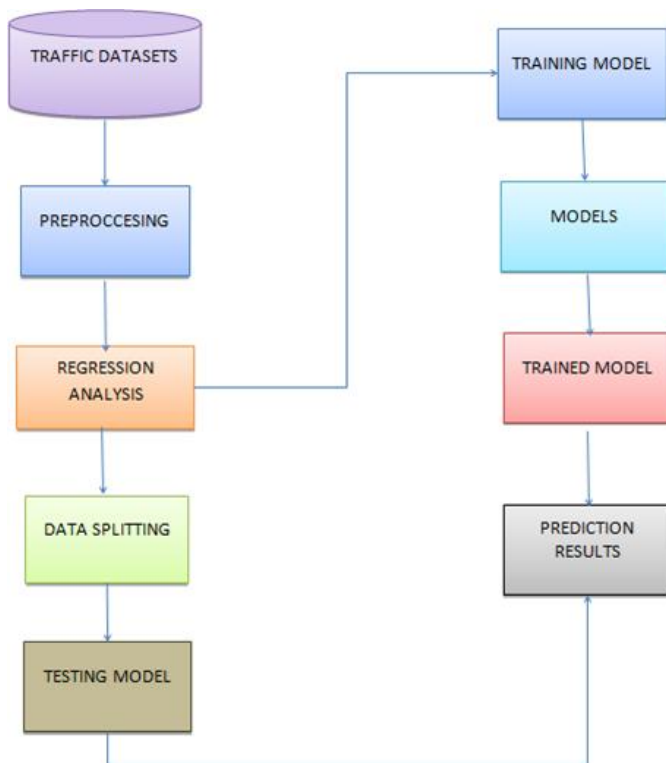 TRAFFIC DATASETS
PREPROCCESING
REGRESSION
ANALYSIS
DATA SPLITTING
TESTING MODEL
TRAINING MODEL
MODELS
TRAINED MODEL
PREDICTION
RESULTS